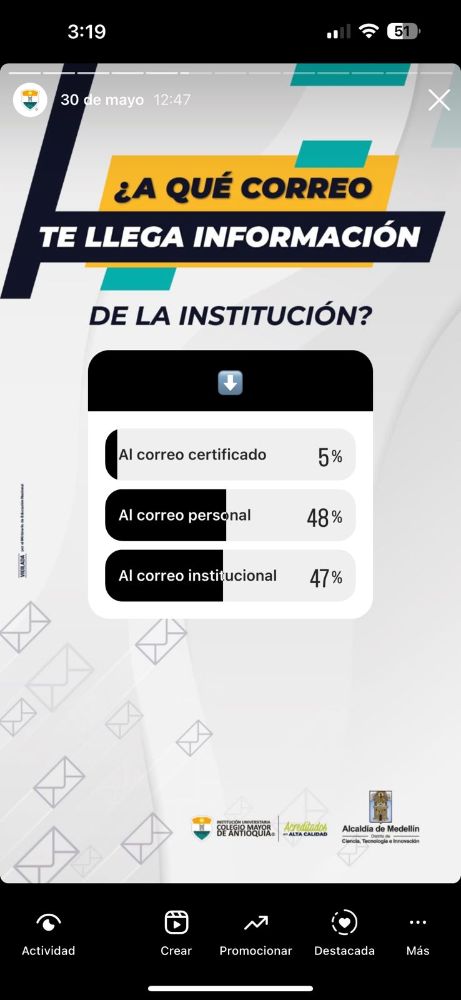 3:19
51
30 de mayo 12:47
¿A QUÉ CORREO
TE LLEGA INFORMACIÓN
DE LA INSTITUCIÓN?
Al correo certificado 5%
Al correo personal 48%
Al correo institucional 47%
VIGILADA por el Ministerio de Educación Nacional
INSTITUCIÓN UNIVERSITARIA
COLEGIO MAYOR
DE ANTIOQUIA®
Acreditados
EN ALTA CALIDAD
Alcaldía de Medellín
Distrito de
Ciencia, Tecnología e Innovación
Actividad
Crear
Promocionar
Destacada
Más